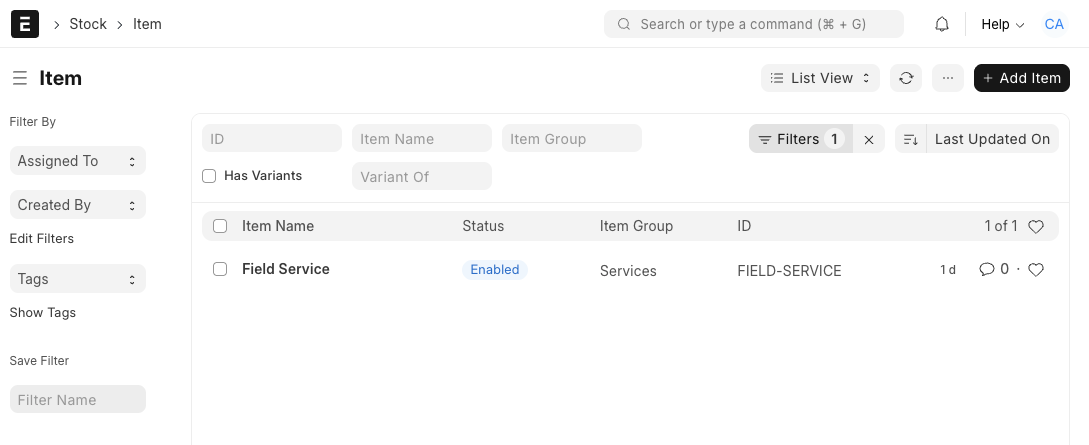 Stock Item
Search or type a command (⌘ + G)
Help CA
Item
List View
··· + Add Item
Filter By
Assigned To
Created By
Edit Filters
Tags
Show Tags
Save Filter
Filter Name
ID Item Name Item Group
Filters 1 Last Updated On
Has Variants Variant Of
Item Name Status Item Group ID 1 of 1
Field Service Enabled Services FIELD-SERVICE 1 d 0 ·